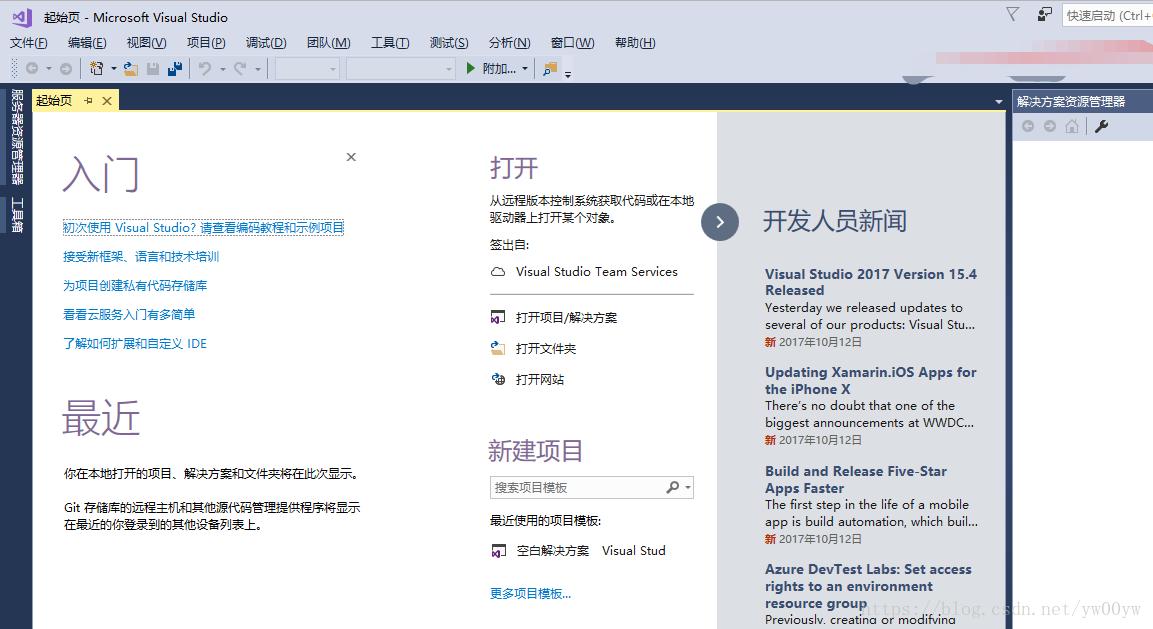 起始页 - Microsoft Visual Studio
快速启动 (Ctrl+
文件(F) 编辑(E) 视图(V) 项目(P) 调试(D) 团队(M) 工具(T) 测试(S) 分析(N) 窗口(W) 帮助(H)
附加...
服务器资源管理器
工具箱
起始页
入门
初次使用 Visual Studio? 请查看编码教程和示例项目
接受新框架、语言和技术培训
为项目创建私有代码存储库
看看云服务入门有多简单
了解如何扩展和自定义 IDE
最近
你在本地打开的项目、解决方案和文件夹将在此次显示。
Git 存储库的远程主机和其他源代码管理提供程序将显示
在最近的你登录到的其他设备列表上。
打开
从远程版本控制系统获取代码或在本地
驱动器上打开某个对象。
签出自:
Visual Studio Team Services
打开项目/解决方案
打开文件夹
打开网站
新建项目
搜索项目模板
最近使用的项目模板:
空白解决方案 Visual Stud
更多项目模板...
开发人员新闻
Visual Studio 2017 Version 15.4
Released
Yesterday we released updates to
several of our products: Visual Stu...
新 2017年10月12日
Updating Xamarin.iOS Apps for
the iPhone X
There's no doubt that one of the
biggest announcements at WWDC...
新 2017年10月12日
Build and Release Five-Star
Apps Faster
The first step in the life of a mobile
app is build automation, which buil...
新 2017年10月12日
Azure DevTest Labs: Set access
rights to an environment
resource group
Previously, creating or modifying
解决方案资源管理器
https://blog.csdn.net/yw00yw